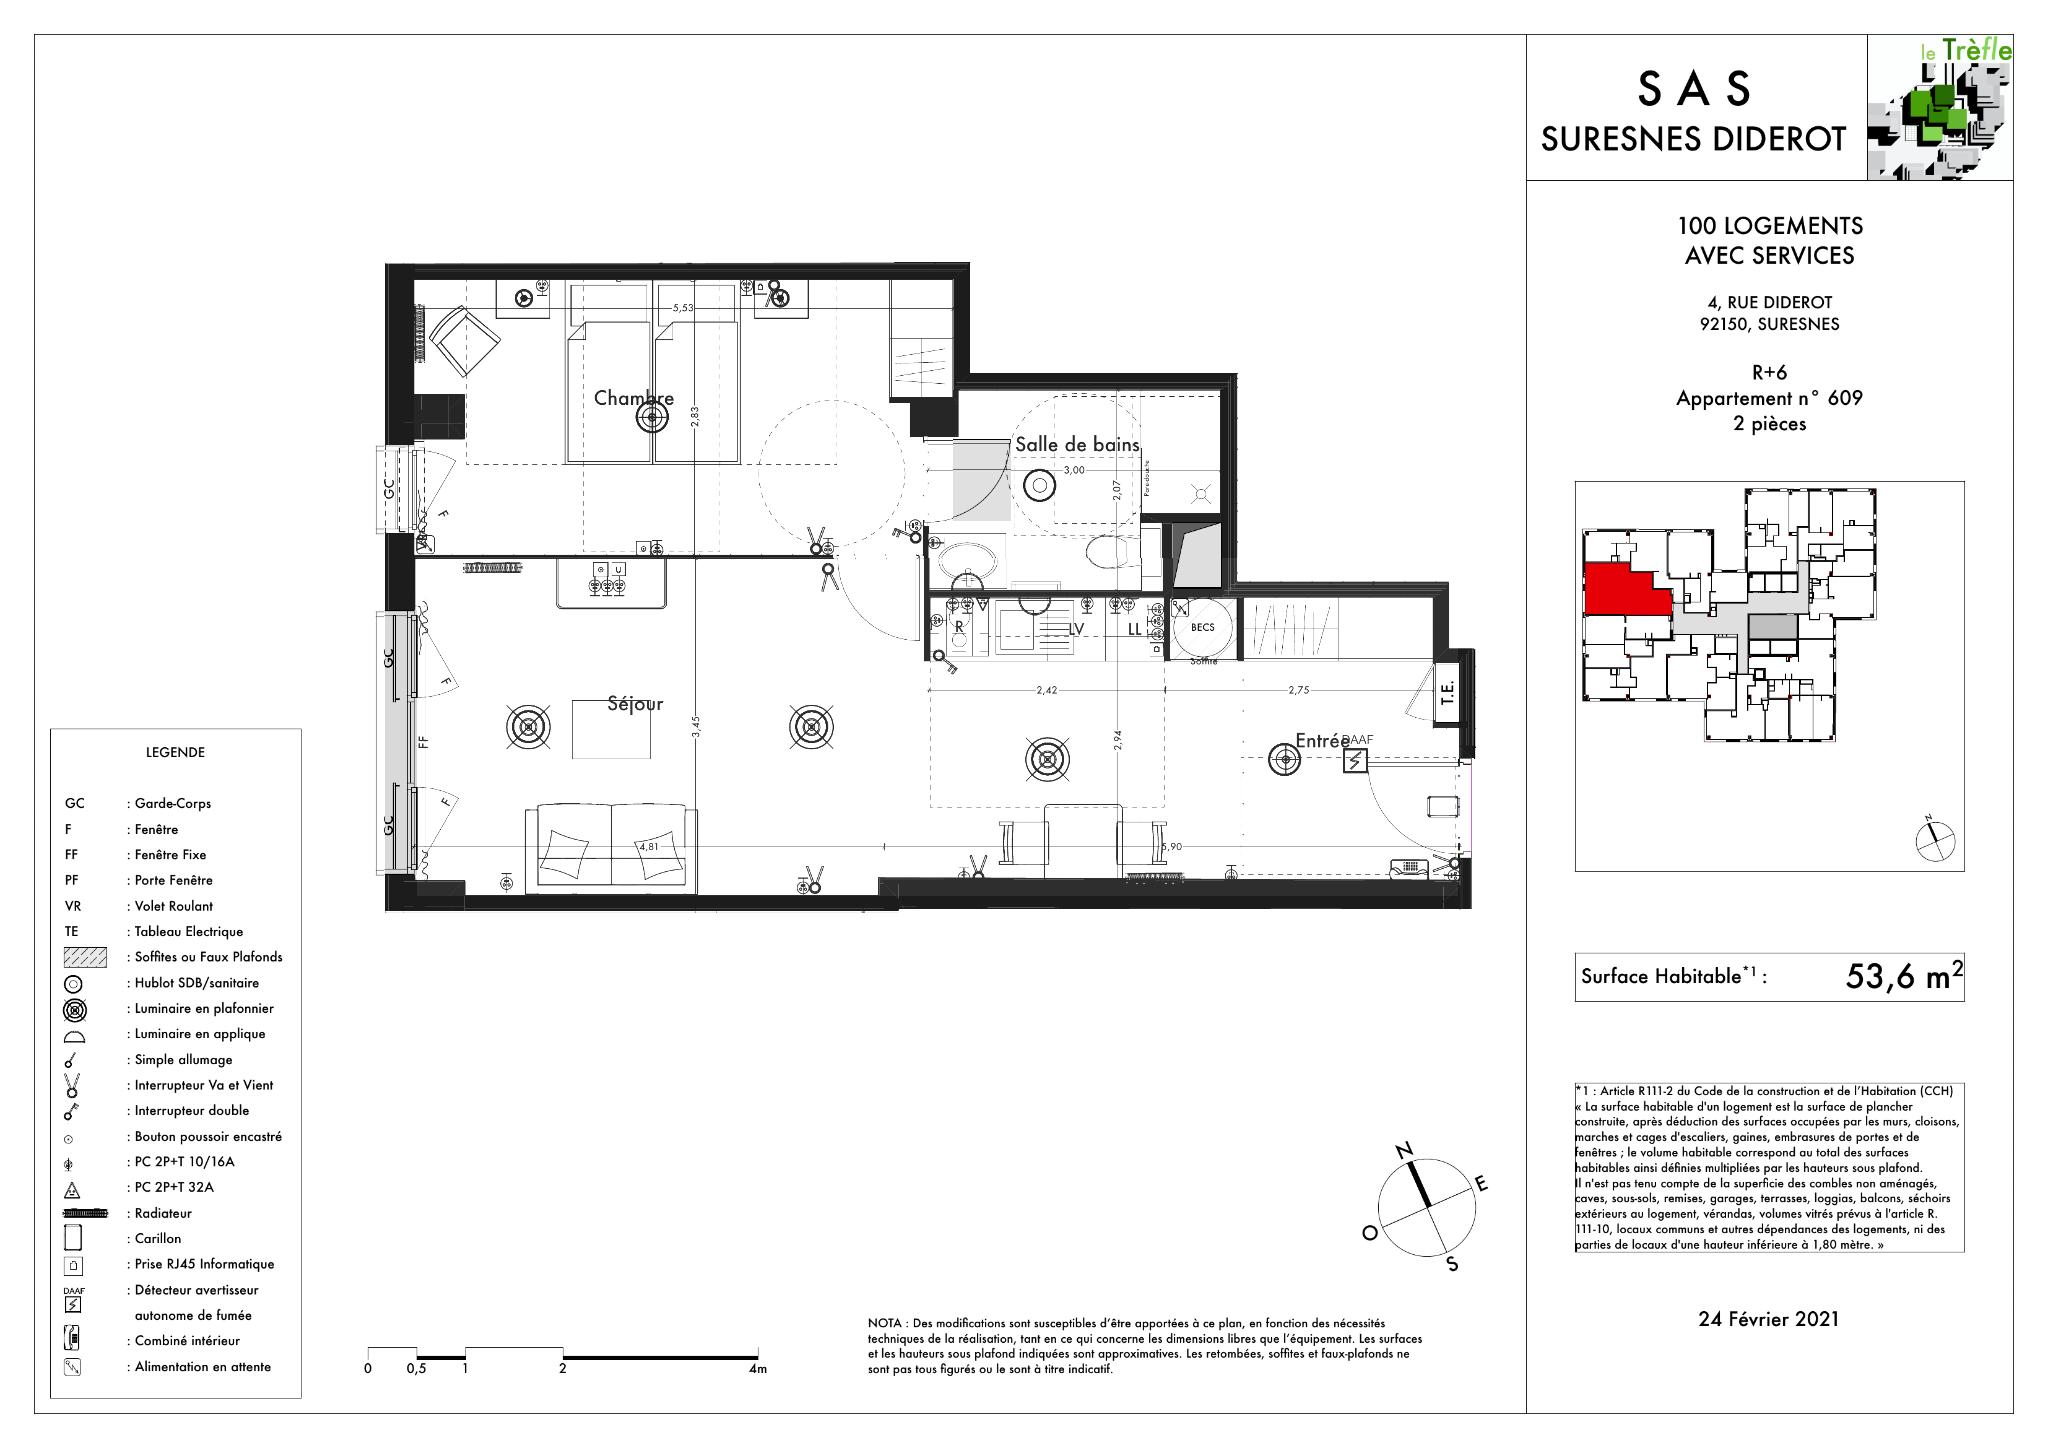 le Trèfle
S A S
SURESNES DIDEROT
100 LOGEMENTS
AVEC SERVICES
4, RUE DIDEROT
92150, SURESNES
R+6
Appartement n° 609
2 pièces
N
Surface Habitable*1 :
53,6 m2
*1 : Article R111-2 du Code de la construction et de l'Habitation (CCH)
« La surface habitable d'un logement est la surface de plancher
construite, après déduction des surfaces occupées par les murs, cloisons,
marches et cages d'escaliers, gaines, embrasures de portes et de
fenêtres ; le volume habitable correspond au total des surfaces
habitables ainsi définies multipliées par les hauteurs sous plafond.
Il n'est pas tenu compte de la superficie des combles non aménagés,
caves, sous-sols, remises, garages, terrasses, loggias, balcons, séchoirs
extérieurs au logement, vérandas, volumes vitrés prévus à l'article R.
111-10, locaux communs et autres dépendances des logements, ni des
parties de locaux d'une hauteur inférieure à 1,80 mètre. »
24 Février 2021
5,53
Chambre
2,83
Salle de bains
3,00
2,07
Pare-douche
GC
F
VR
R
LV
LL
BECS
Soffite
GC
F
Séjour
3,45
2,42
2,75
T.E.
FF
2,94
Entrée
DAAF
F
GC
4,81
5,90
LEGENDE
GC : Garde-Corps
F : Fenêtre
FF : Fenêtre Fixe
PF : Porte Fenêtre
VR : Volet Roulant
TE : Tableau Electrique
: Soffites ou Faux Plafonds
: Hublot SDB/sanitaire
: Luminaire en plafonnier
: Luminaire en applique
: Simple allumage
: Interrupteur Va et Vient
: Interrupteur double
: Bouton poussoir encastré
: PC 2P+T 10/16A
: PC 2P+T 32A
: Radiateur
: Carillon
: Prise RJ45 Informatique
DAAF : Détecteur avertisseur
autonome de fumée
: Combiné intérieur
: Alimentation en attente
0 0,5 1 2 4m
NOTA : Des modifications sont susceptibles d'être apportées à ce plan, en fonction des nécessités
techniques de la réalisation, tant en ce qui concerne les dimensions libres que l'équipement. Les surfaces
et les hauteurs sous plafond indiquées sont approximatives. Les retombées, soffites et faux-plafonds ne
sont pas tous figurés ou le sont à titre indicatif.
N
E
O
S